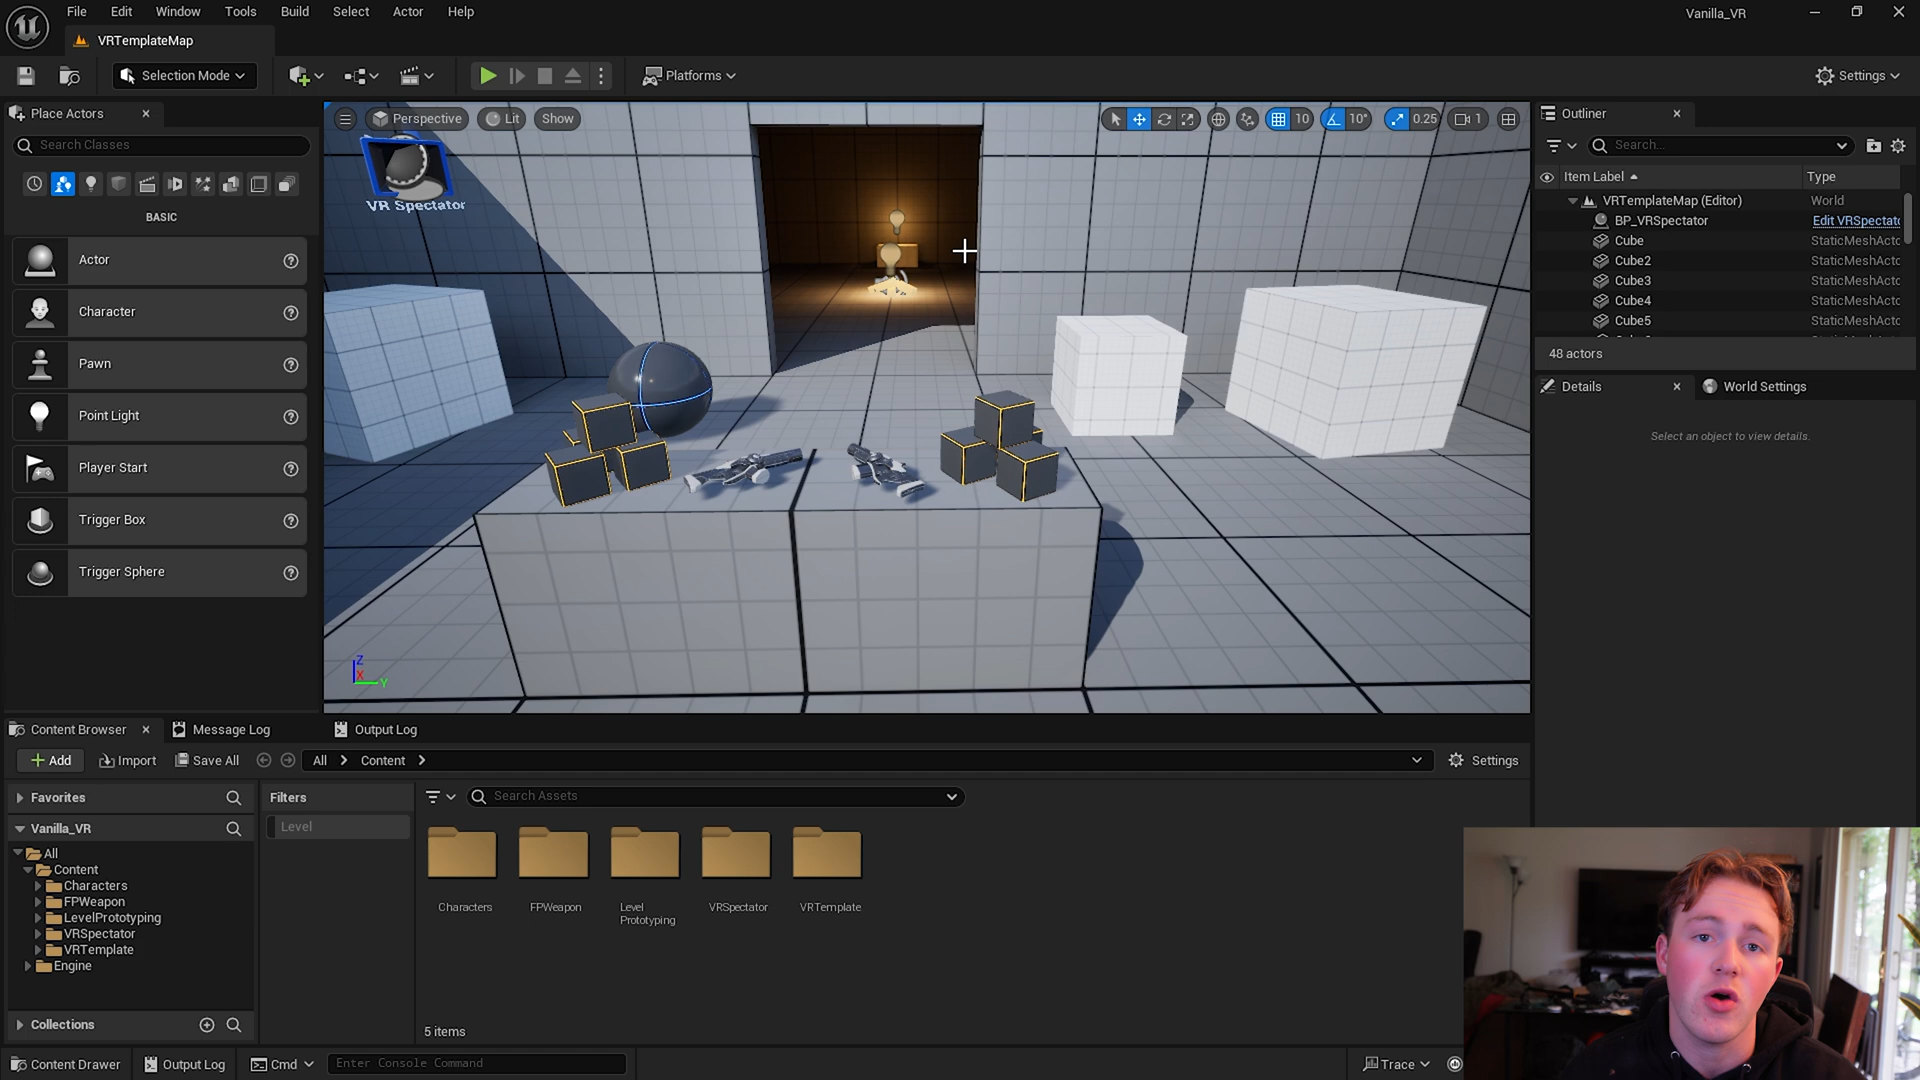 File Edit Window Tools Build Select Actor Help
Vanilla_VR
VRTemplateMap
Selection Mode
Platforms
Settings
Place Actors
Search Classes
BASIC
Actor
Character
Pawn
Point Light
Player Start
Trigger Box
Trigger Sphere
Perspective
Lit
Show
10
10°
0.25
1
VR Spectator
Z
X
Y
Outliner
Search...
Item Label
Type
VRTemplateMap (Editor) World
BP_VRSpectator Edit VRSpectato
Cube StaticMeshActo
Cube2 StaticMeshActo
Cube3 StaticMeshActo
Cube4 StaticMeshActo
Cube5 StaticMeshActo
48 actors
Details
World Settings
Select an object to view details.
Content Browser
Message Log
Output Log
Add
Import
Save All
All
Content
Settings
Favorites
Vanilla_VR
All
Content
Characters
FPWeapon
LevelPrototyping
VRSpectator
VRTemplate
Engine
Collections
Filters
Level
Search Assets
Characters
FPWeapon
Level
Prototyping
VRSpectator
VRTemplate
5 items
Content Drawer
Output Log
Cmd
Enter Console Command
Trace